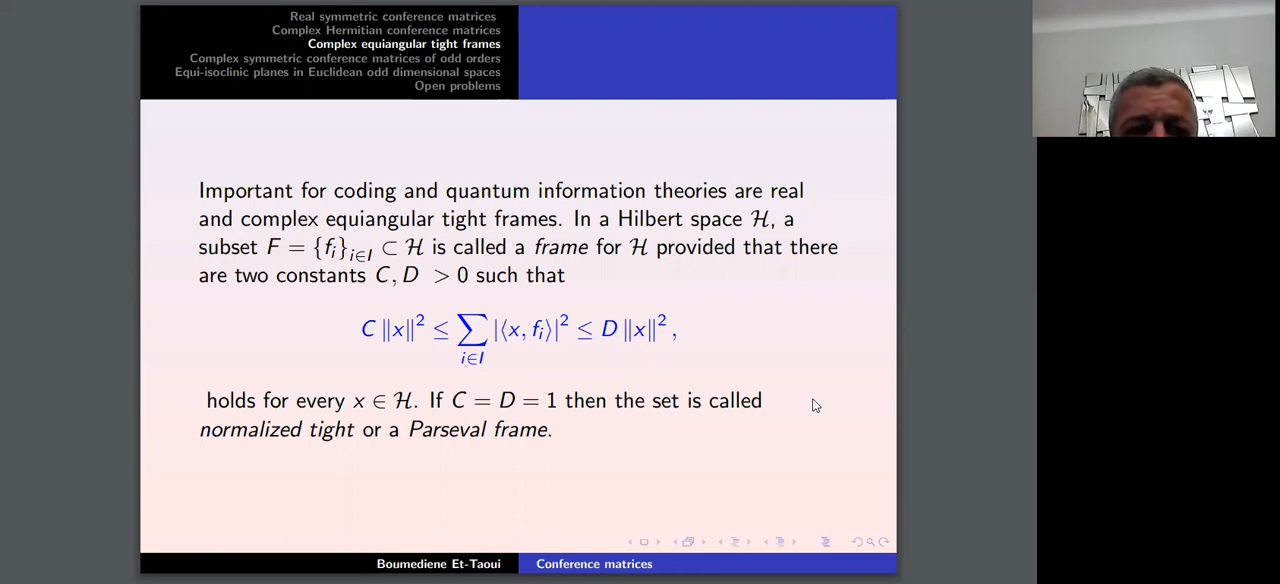 Real symmetric conference matrices
Complex Hermitian conference matrices
Complex equiangular tight frames
Complex symmetric conference matrices of odd orders
Equi-isoclinic planes in Euclidean odd dimensional spaces
Open problems
Important for coding and quantum information theories are real
and complex equiangular tight frames. In a Hilbert space ℋ, a
subset F = {f_i}_{i∈I} ⊂ ℋ is called a frame for ℋ provided that there
are two constants C, D > 0 such that
C ‖x‖² ≤ ∑_{i∈I} |⟨x, f_i⟩|² ≤ D ‖x‖² ,
holds for every x ∈ ℋ. If C = D = 1 then the set is called
normalized tight or a Parseval frame.
Boumediene Et-Taoui
Conference matrices